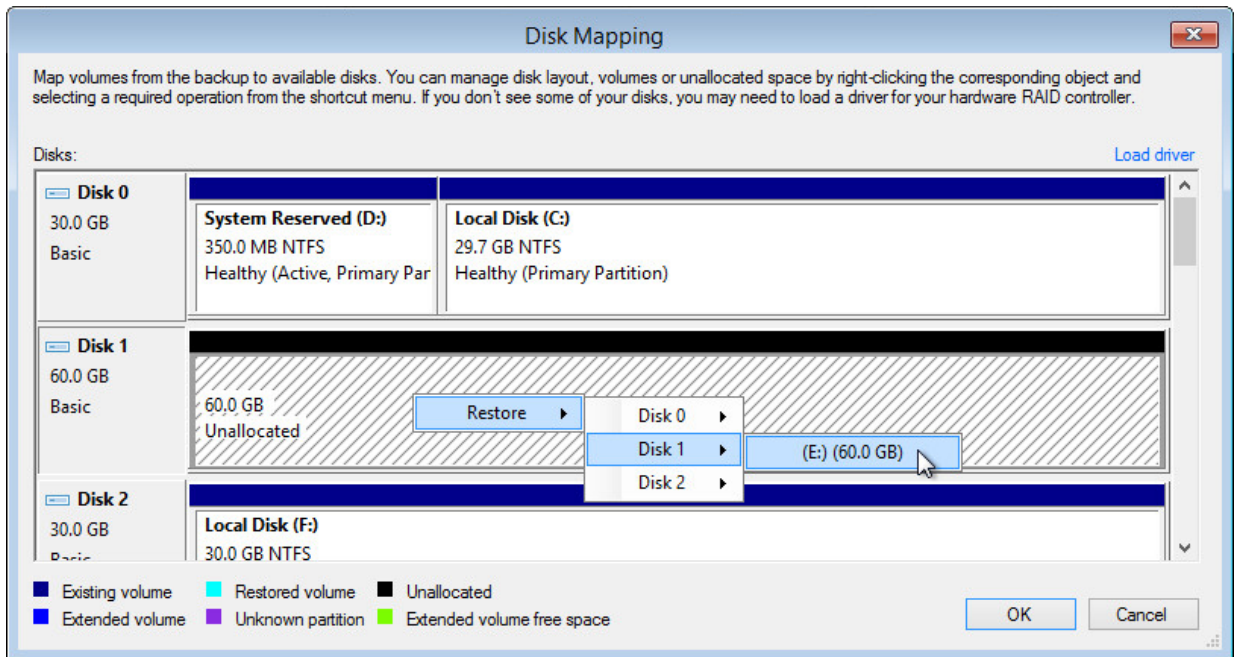 Disk Mapping
Map volumes from the backup to available disks. You can manage disk layout, volumes or unallocated space by right-clicking the corresponding object and
selecting a required operation from the shortcut menu. If you don't see some of your disks, you may need to load a driver for your hardware RAID controller.
Disks:
Load driver
Disk 0
30.0 GB
Basic
System Reserved (D:)
350.0 MB NTFS
Healthy (Active, Primary Par
Local Disk (C:)
29.7 GB NTFS
Healthy (Primary Partition)
Disk 1
60.0 GB
Basic
60.0 GB
Unallocated
Restore
Disk 0
Disk 1
Disk 2
(E:) (60.0 GB)
Disk 2
30.0 GB
Basic
Local Disk (F:)
30.0 GB NTFS
Existing volume
Restored volume
Unallocated
Extended volume
Unknown partition
Extended volume free space
OK
Cancel